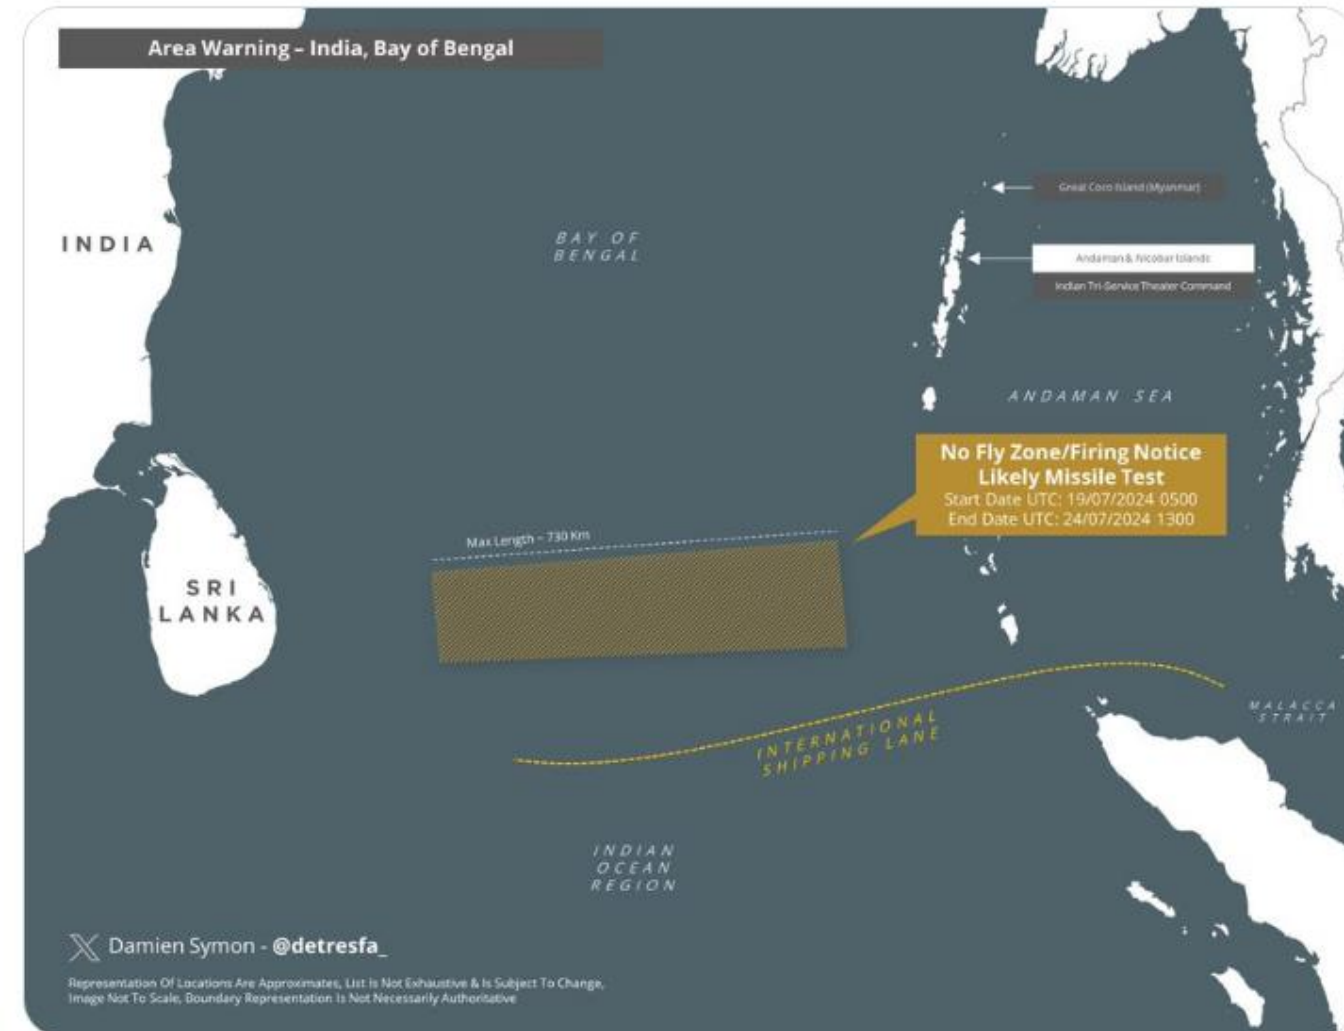 Area Warning – India, Bay of Bengal
INDIA
BAY OF
BENGAL
Great Coco Island (Myanmar)
Andaman & Nicobar Islands
Indian Tri-Service Theater Command
ANDAMAN SEA
No Fly Zone/Firing Notice
Likely Missile Test
Start Date UTC: 19/07/2024 0500
End Date UTC: 24/07/2024 1300
Max Length – 730 Km
SRI
LANKA
INTERNATIONAL
SHIPPING LANE
MALACCA
STRAIT
INDIAN
OCEAN
REGION
Damien Symon - @detresfa_
Representation Of Locations Are Approximates, List Is Not Exhaustive & Is Subject To Change,
Image Not To Scale, Boundary Representation Is Not Necessarily Authoritative